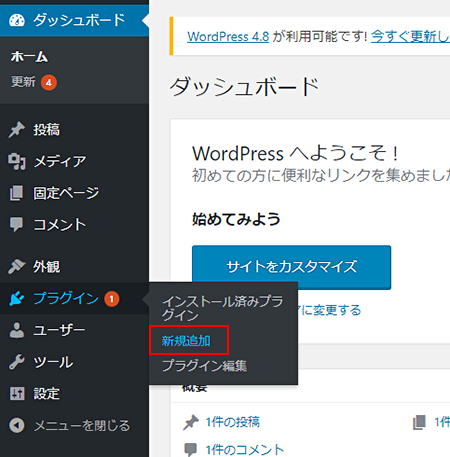 ダッシュボード
ホーム
更新 4
投稿
メディア
固定ページ
コメント
外観
プラグイン 1
ユーザー
ツール
設定
メニューを閉じる
インストール済みプラ
グイン
新規追加
プラグイン編集
WordPress 4.8 が利用可能です! 今すぐ更新し
ダッシュボード
WordPress へようこそ !
初めての方に便利なリンクを集めまし
始めてみよう
サイトをカスタマイズ
に変更する
概要
1件の投稿
1件の
1件のコメント